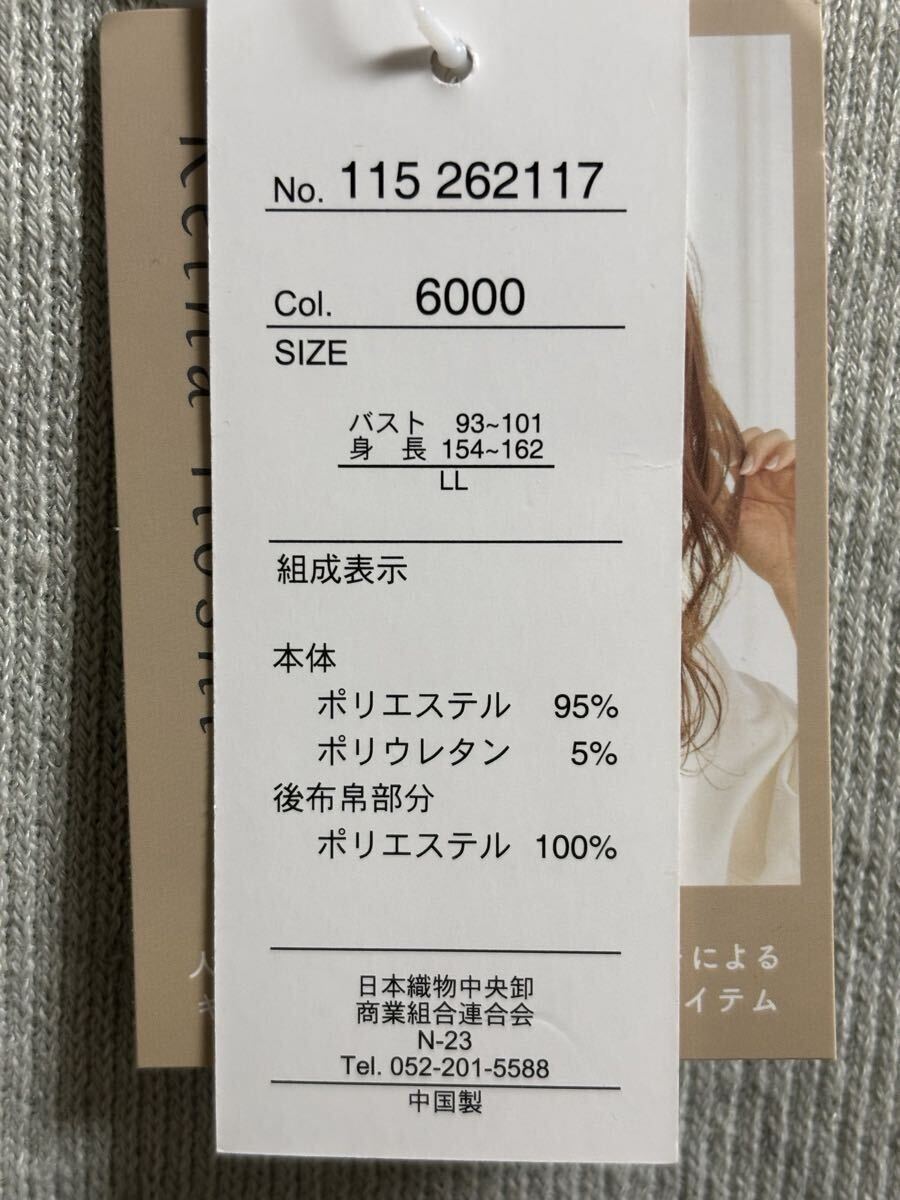 No. 115 262117
Col. 6000
SIZE
バスト 93~101
身 長 154~162
LL
組成表示
本体
ポリエステル 95%
ポリウレタン 5%
後布帛部分
ポリエステル 100%
日本織物中央卸
商業組合連合会
N-23
Tel. 052-201-5588
中国製
による
イテム